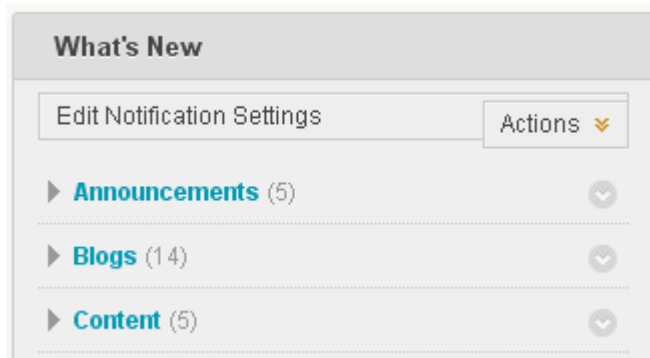 What's New
Edit Notification Settings
Actions
Announcements (5)
Blogs (14)
Content (5)